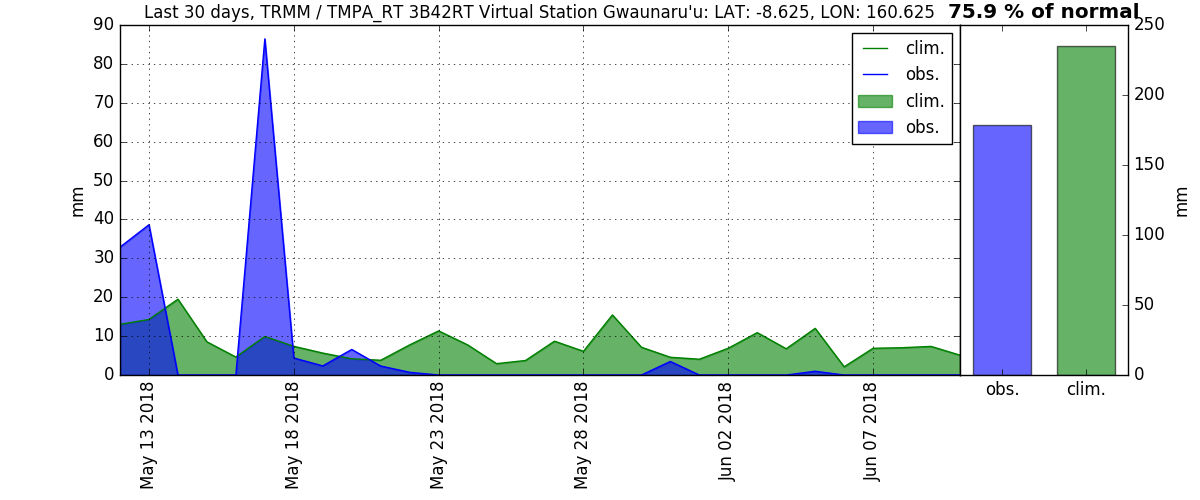 Last 30 days, TRMM / TMPA_RT 3B42RT Virtual Station Gwaunaru'u: LAT: -8.625, LON: 160.625
75.9 % of normal
90
80
70
60
50
40
30
20
10
0
mm
clim.
obs.
clim.
obs.
May 13 2018
May 18 2018
May 23 2018
May 28 2018
Jun 02 2018
Jun 07 2018
250
200
150
100
50
0
mm
obs.
clim.